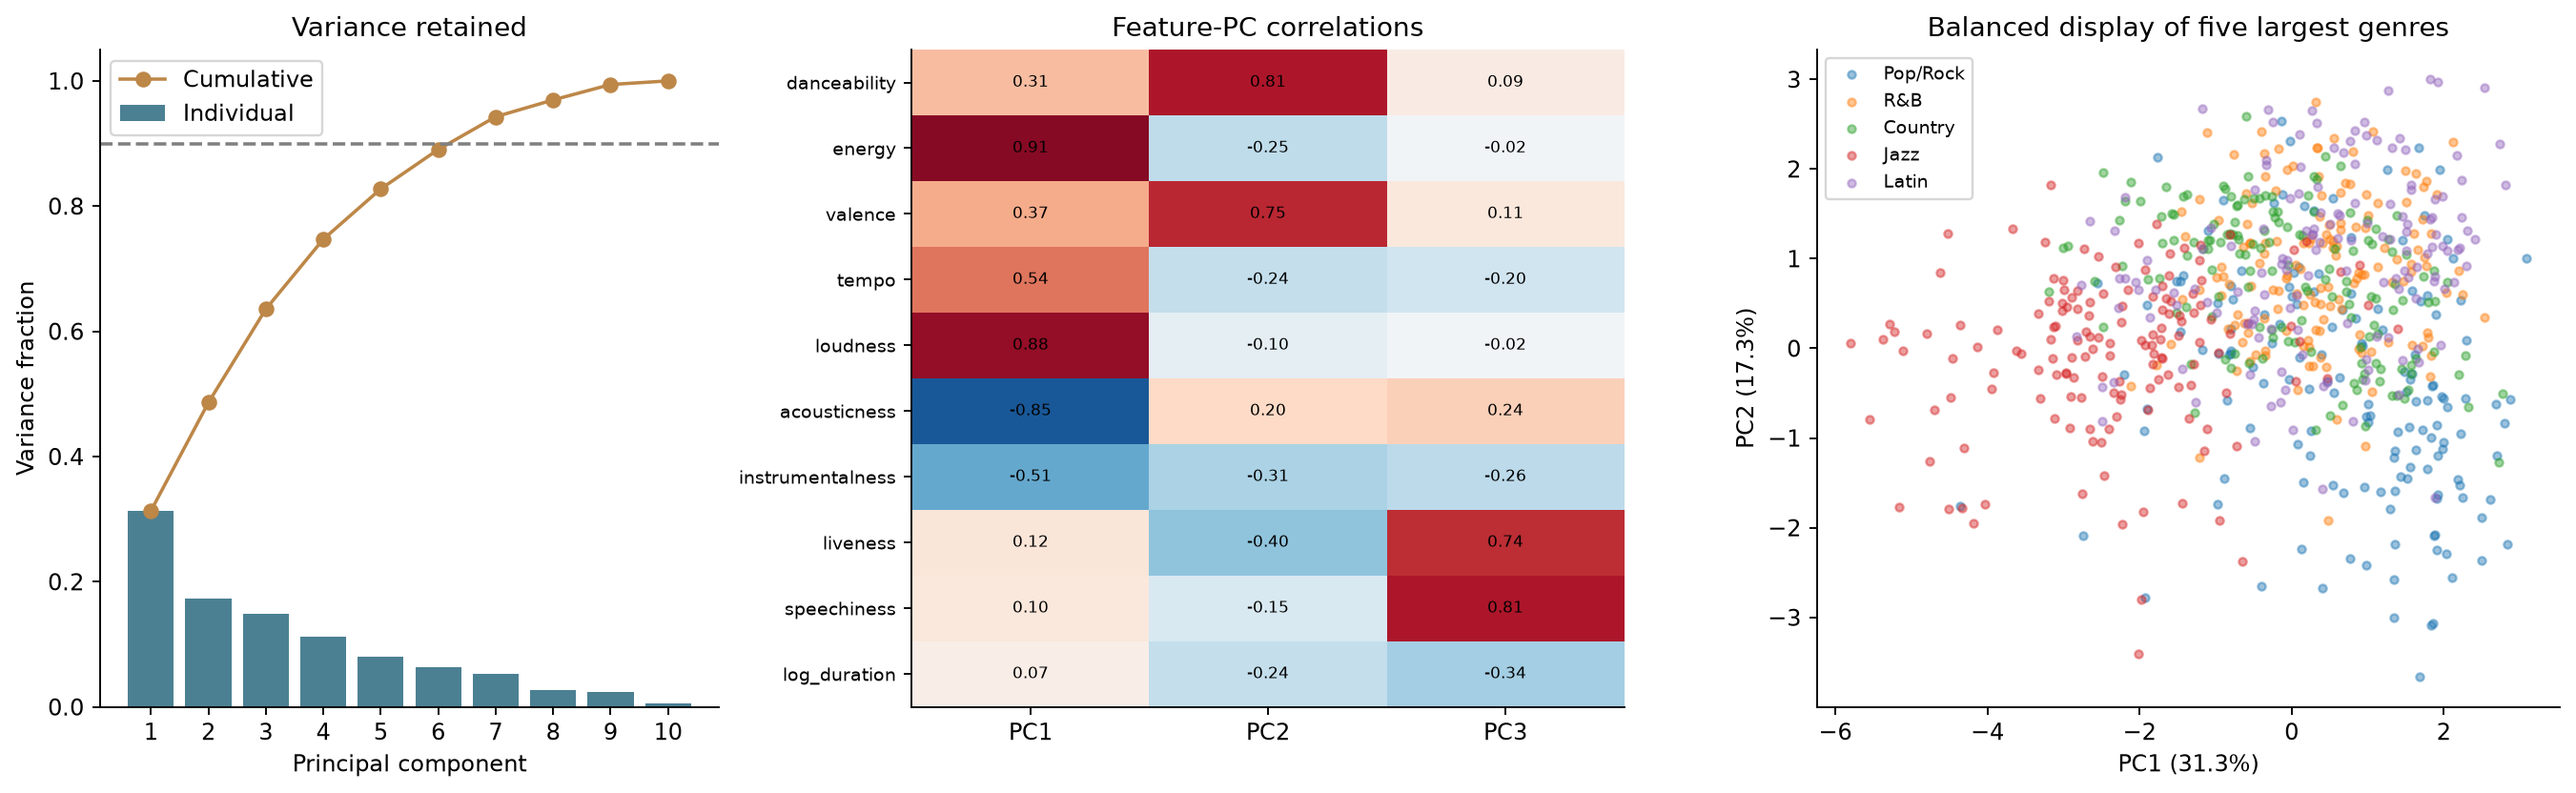 Variance retained
Cumulative
Individual
1.0
0.8
0.6
0.4
0.2
0.0
Variance fraction
1 2 3 4 5 6 7 8 9 10
Principal component
Feature-PC correlations
danceability 0.31 0.81 0.09
energy 0.91 -0.25 -0.02
valence 0.37 0.75 0.11
tempo 0.54 -0.24 -0.20
loudness 0.88 -0.10 -0.02
acousticness -0.85 0.20 0.24
instrumentalness -0.51 -0.31 -0.26
liveness 0.12 -0.40 0.74
speechiness 0.10 -0.15 0.81
log_duration 0.07 -0.24 -0.34
PC1 PC2 PC3
Balanced display of five largest genres
Pop/Rock
R&B
Country
Jazz
Latin
3
2
1
0
−1
−2
−3
PC2 (17.3%)
−6 −4 −2 0 2
PC1 (31.3%)